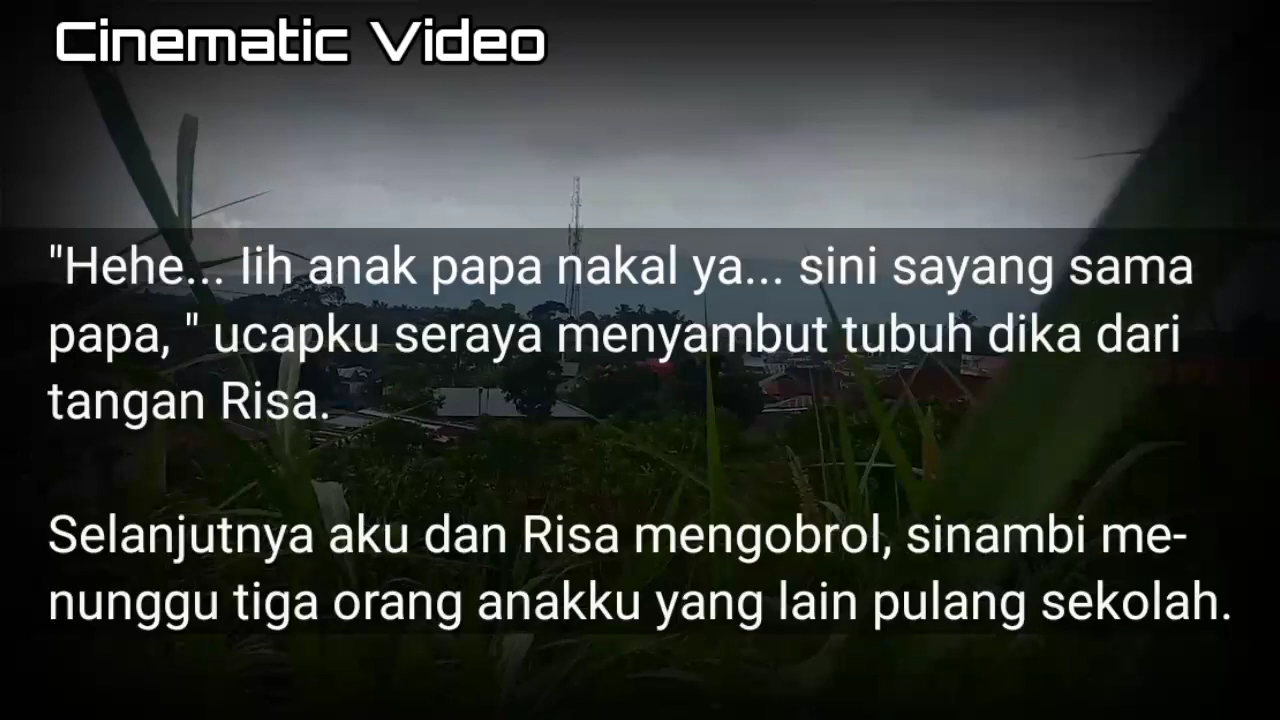 Cinematic Video
"Hehe... Iih anak papa nakal ya... sini sayang sama
papa, " ucapku seraya menyambut tubuh dika dari
tangan Risa.
Selanjutnya aku dan Risa mengobrol, sinambi me-
nunggu tiga orang anakku yang lain pulang sekolah.